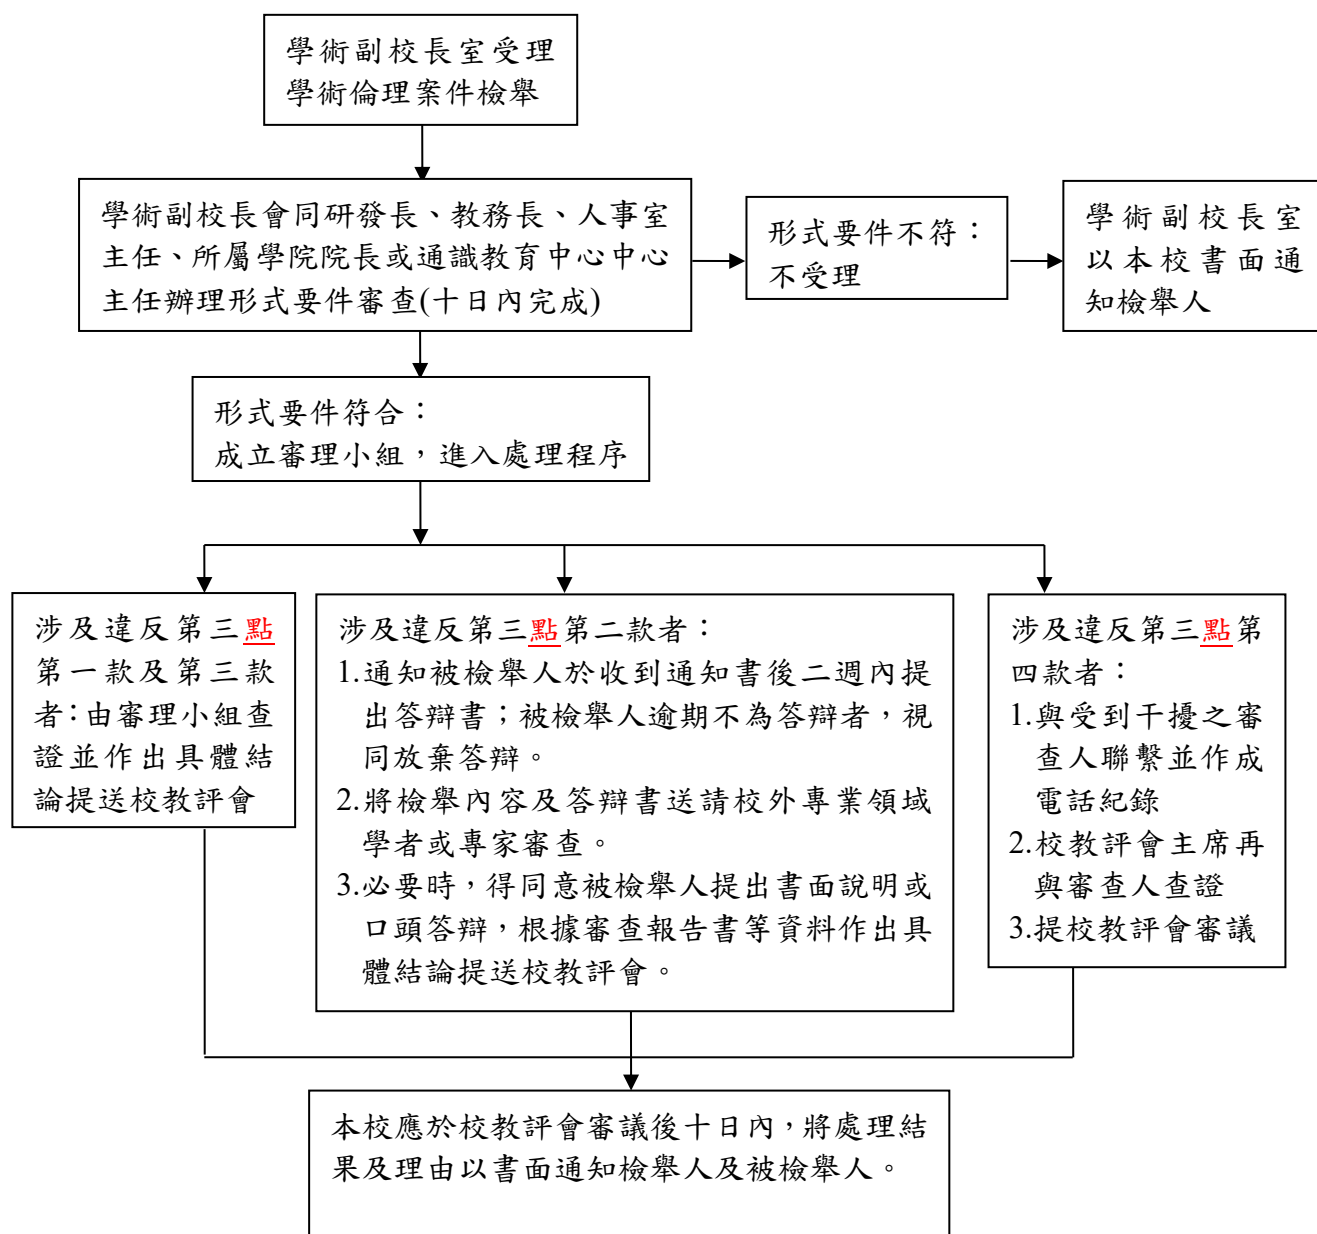 學術副校長室受理
學術倫理案件檢舉
學術副校長會同研發長、教務長、人事室
主任、所屬學院院長或通識教育中心中心
主任辦理形式要件審查(十日內完成)
形式要件不符：
不受理
學術副校長室
以本校書面通
知檢舉人
形式要件符合：
成立審理小組，進入處理程序
涉及違反第三點
第一款及第三款
者：由審理小組查
證並作出具體結
論提送校教評會
涉及違反第三點第二款者：
1.通知被檢舉人於收到通知書後二週內提
出答辯書；被檢舉人逾期不為答辯者，視
同放棄答辯。
2.將檢舉內容及答辯書送請校外專業領域
學者或專家審查。
3.必要時，得同意被檢舉人提出書面說明或
口頭答辯，根據審查報告書等資料作出具
體結論提送校教評會。
涉及違反第三點第
四款者：
1.與受到干擾之審
查人聯繫並作成
電話紀錄
2.校教評會主席再
與審查人查證
3.提校教評會審議
本校應於校教評會審議後十日內，將處理結
果及理由以書面通知檢舉人及被檢舉人。